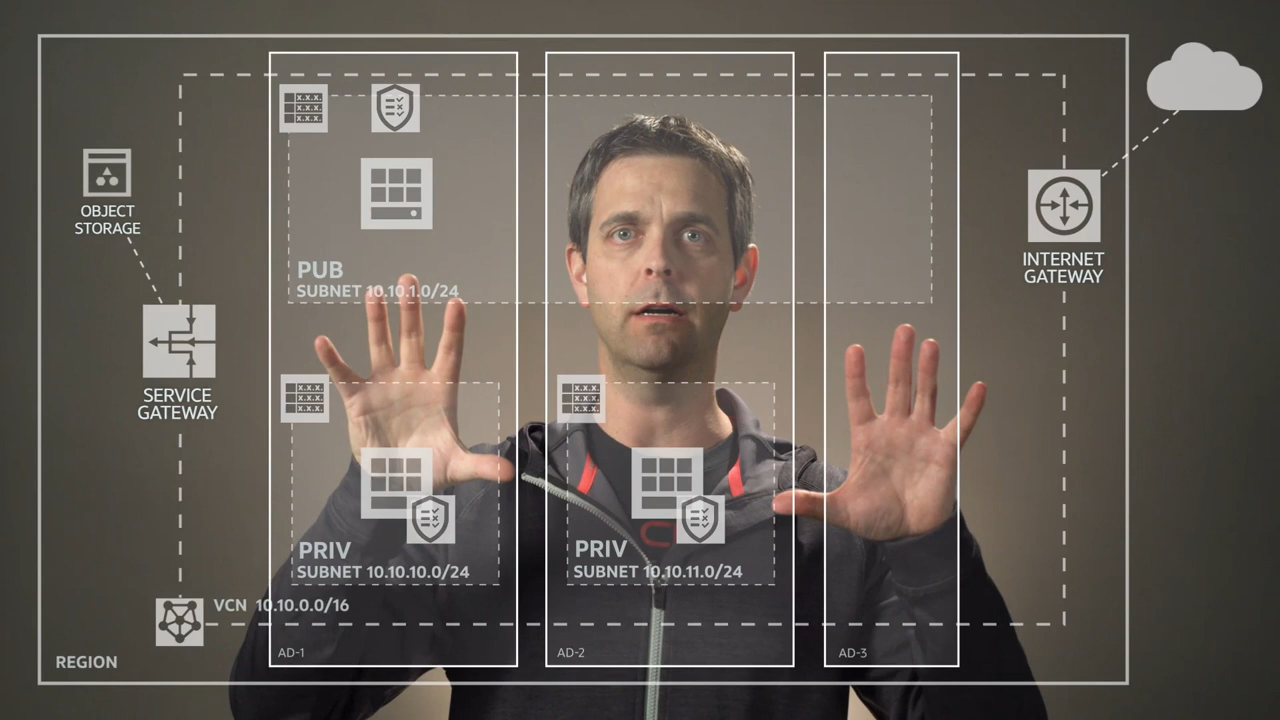 OBJECT
STORAGE
PUB
SUBNET 10.10.1.0/24
INTERNET
GATEWAY
SERVICE
GATEWAY
PRIV
SUBNET 10.10.10.0/24
PRIV
SUBNET 10.10.11.0/24
VCN 10.10.0.0/16
REGION
AD-1
AD-2
AD-3
X.X.X.
X.X.X.
X.X.X.
X.X.X.
X.X.X.
X.X.X.
X.X.X.
X.X.X.
X.X.X.